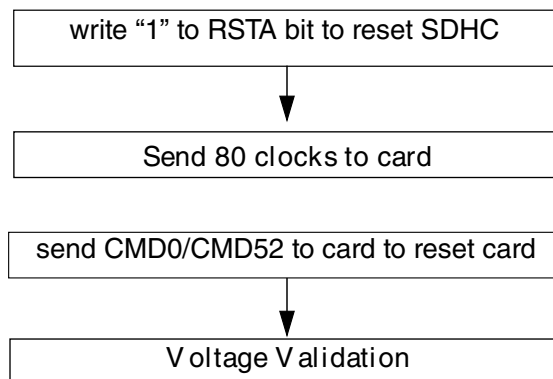 write “1” to RSTA bit to reset SDHC
Send 80 clocks to card
send CMD0/CMD52 to card to reset card
Voltage Validation